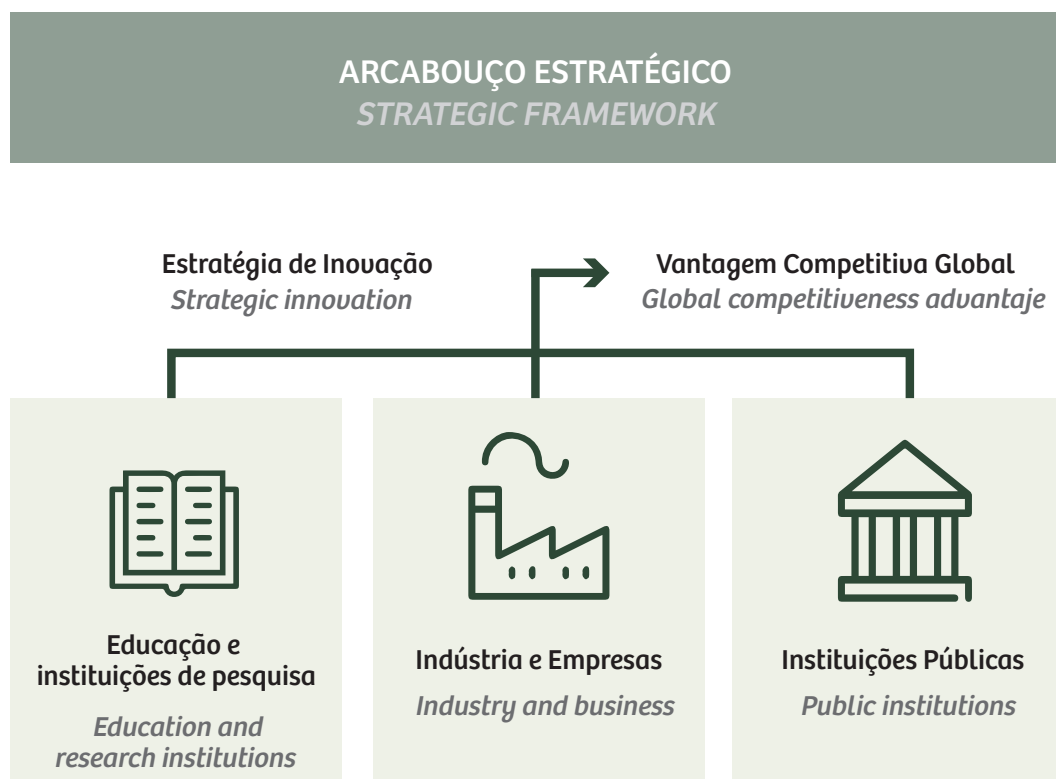 ARCABOUÇO ESTRATÉGICO
STRATEGIC FRAMEWORK
Estratégia de Inovação
Strategic innovation
Vantagem Competitiva Global
Global competitiveness advantaje
Educação e
instituições de pesquisa
Education and
research institutions
Indústria e Empresas
Industry and business
Instituições Públicas
Public institutions